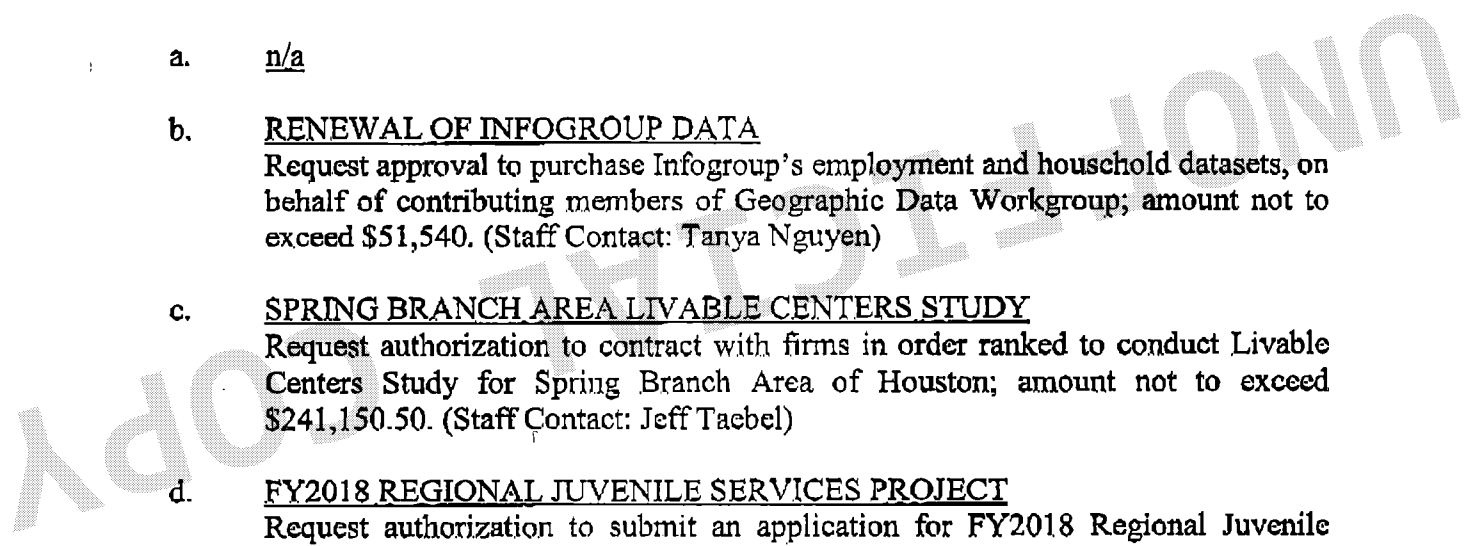 a. n/a
b. RENEWAL OF INFOGROUP DATA
Request approval to purchase Infogroup's employment and household datasets, on
behalf of contributing members of Geographic Data Workgroup; amount not to
exceed $51,540. (Staff Contact: Tanya Nguyen)
c. SPRING BRANCH AREA LIVABLE CENTERS STUDY
Request authorization to contract with firms in order ranked to conduct Livable
Centers Study for Spring Branch Area of Houston; amount not to exceed
$241,150.50. (Staff Contact: Jeff Taebel)
d. FY2018 REGIONAL JUVENILE SERVICES PROJECT
Request authorization to submit an application for FY2018 Regional Juvenile
UNOFFICIAL COPY